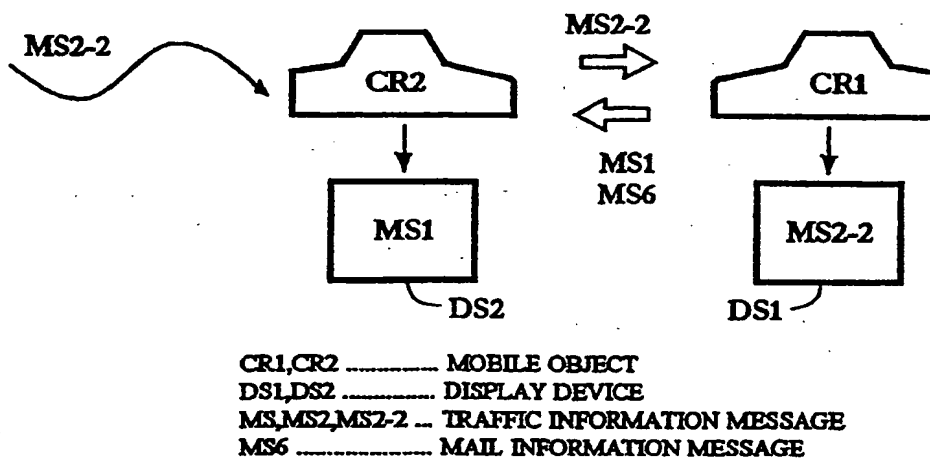 MS2-2
MS2-2
CR2
CR1
MS1
MS6
MS1
MS2-2
DS2
DS1
CR1,CR2 .............. MOBILE OBJECT
DS1,DS2 .............. DISPLAY DEVICE
MS,MS2,MS2-2 ... TRAFFIC INFORMATION MESSAGE
MS6 ..................... MAIL INFORMATION MESSAGE